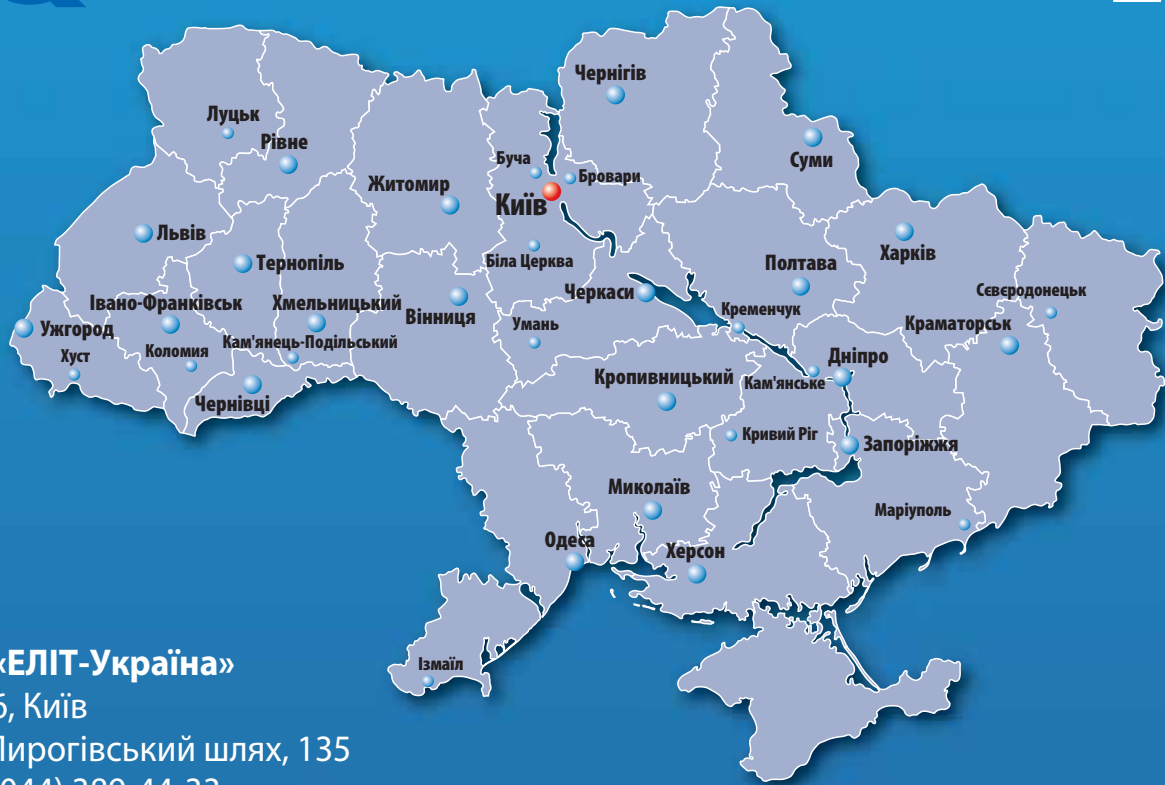 Чернігів
Луцьк
Рівне
Суми
Буча
Бровари
Житомир
Київ
Львів
Харків
Тернопіль
Біла Церква
Полтава
Сєвєродонецьк
Черкаси
Івано-Франківськ
Хмельницький
Вінниця
Кременчук
Ужгород
Умань
Краматорськ
Кам'янець-Подільський
Коломия
Хуст
Дніпро
Кропивницький
Кам'янське
Чернівці
Кривий Ріг
Запоріжжя
Миколаїв
Маріуполь
Одеса
Херсон
Ізмаїл
«ЕЛІТ-Україна»
, Київ
Пирогівський шлях, 135